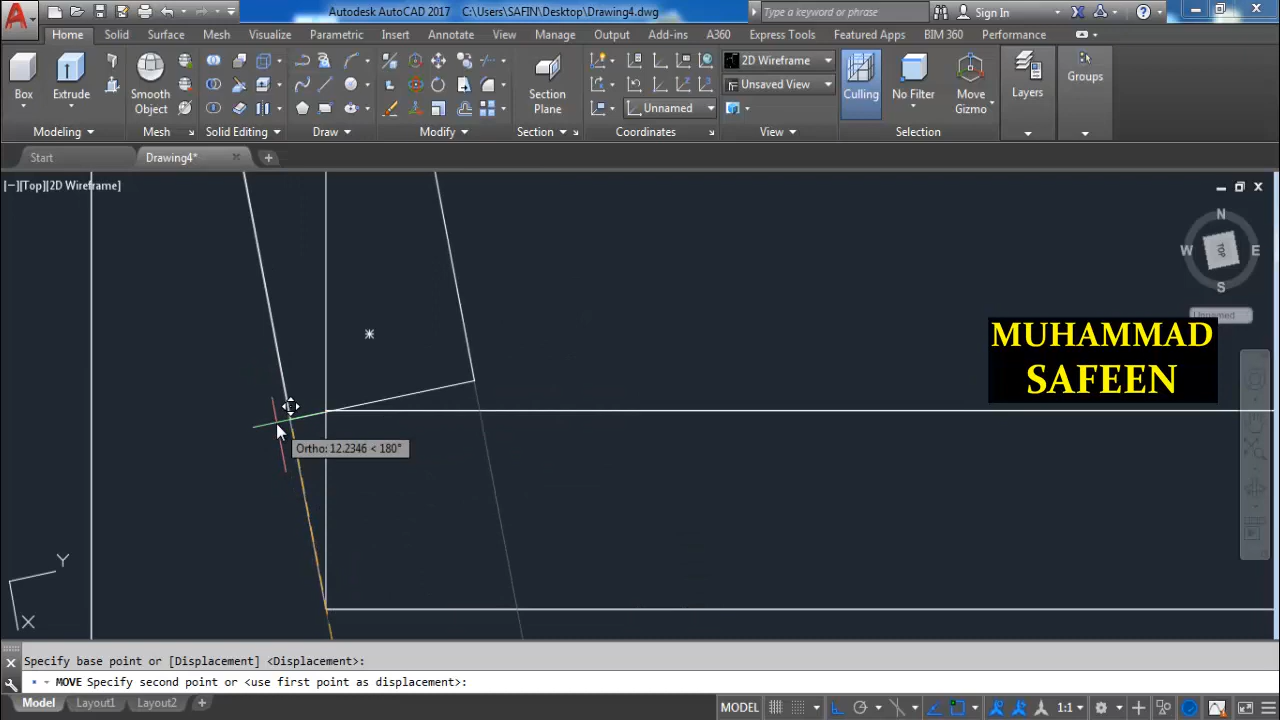 Autodesk AutoCAD 2017 C:\Users\SAFIN\Desktop\Drawing4.dwg
Type a keyword or phrase
Sign In
Home Solid Surface Mesh Visualize Parametric Insert Annotate View Manage Output Add-ins A360 Express Tools Featured Apps BIM 360 Performance
2D Wireframe
Unsaved View
Unnamed
Box Extrude Smooth Object Section Plane Culling No Filter Move Gizmo Layers Groups
Modeling Mesh Solid Editing Draw Modify Section Coordinates View Selection
Start Drawing4*
[−][Top][2D Wireframe]
N
W TOP E
S
Unnamed
MUHAMMAD
SAFEEN
Ortho: 12.2346 < 180°
Y
X
Specify base point or [Displacement] <Displacement>:
MOVE Specify second point or <use first point as displacement>:
Model Layout1 Layout2 +
MODEL 1:1